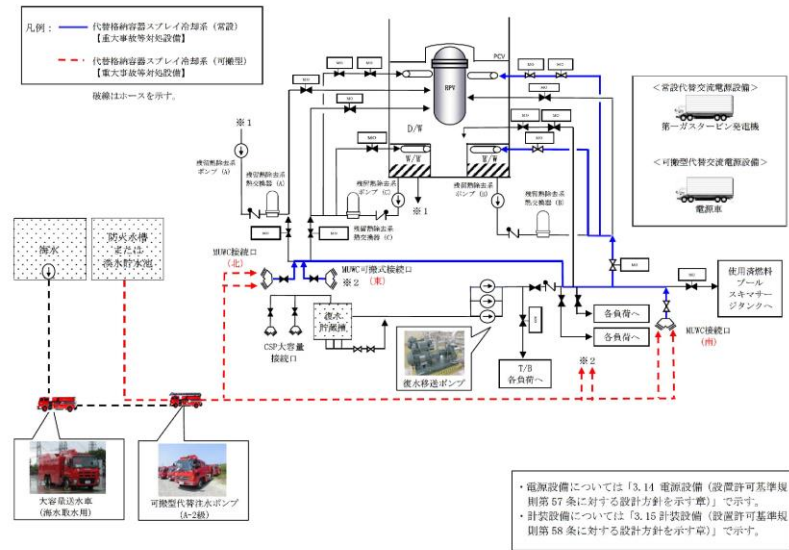 凡例：
代替格納容器スプレイ冷却系（常設）
【重大事故等対処設備】
代替格納容器スプレイ冷却系（可搬型）
【重大事故等対処設備】
破線はホースを示す。
PCV
RPV
D/W
W/W
W/W
※1
残留熱除去系
ポンプ（A）
残留熱除去系
熱交換器（A）
残留熱除去系
ポンプ（C）
残留熱除去系
熱交換器（C）
※1
残留熱除去系
ポンプ（B）
残留熱除去系
熱交換器（B）
＜常設代替交流電源設備＞
第一ガスタービン発電機
＜可搬型代替交流電源設備＞
電源車
海水
防火水槽
または
淡水貯水池
MUWC接続口
（北）
MUWC可搬式接続口
※2
（東）
CSP大容量
接続口
復水
貯蔵槽
復水移送ポンプ
T/B
各負荷へ
各負荷へ
各負荷へ
※2
MUWC接続口
（南）
使用済燃料
プール
スキマサー
ジタンクへ
大容量送水車
（海水取水用）
可搬型代替注水ポンプ
（A-2級）
・電源設備については「3.14 電源設備（設置許可基準規
則第57条に対する設計方針を示す章）」で示す。
・計装設備については「3.15 計装設備（設置許可基準規
則第58条に対する設計方針を示す章）」で示す。